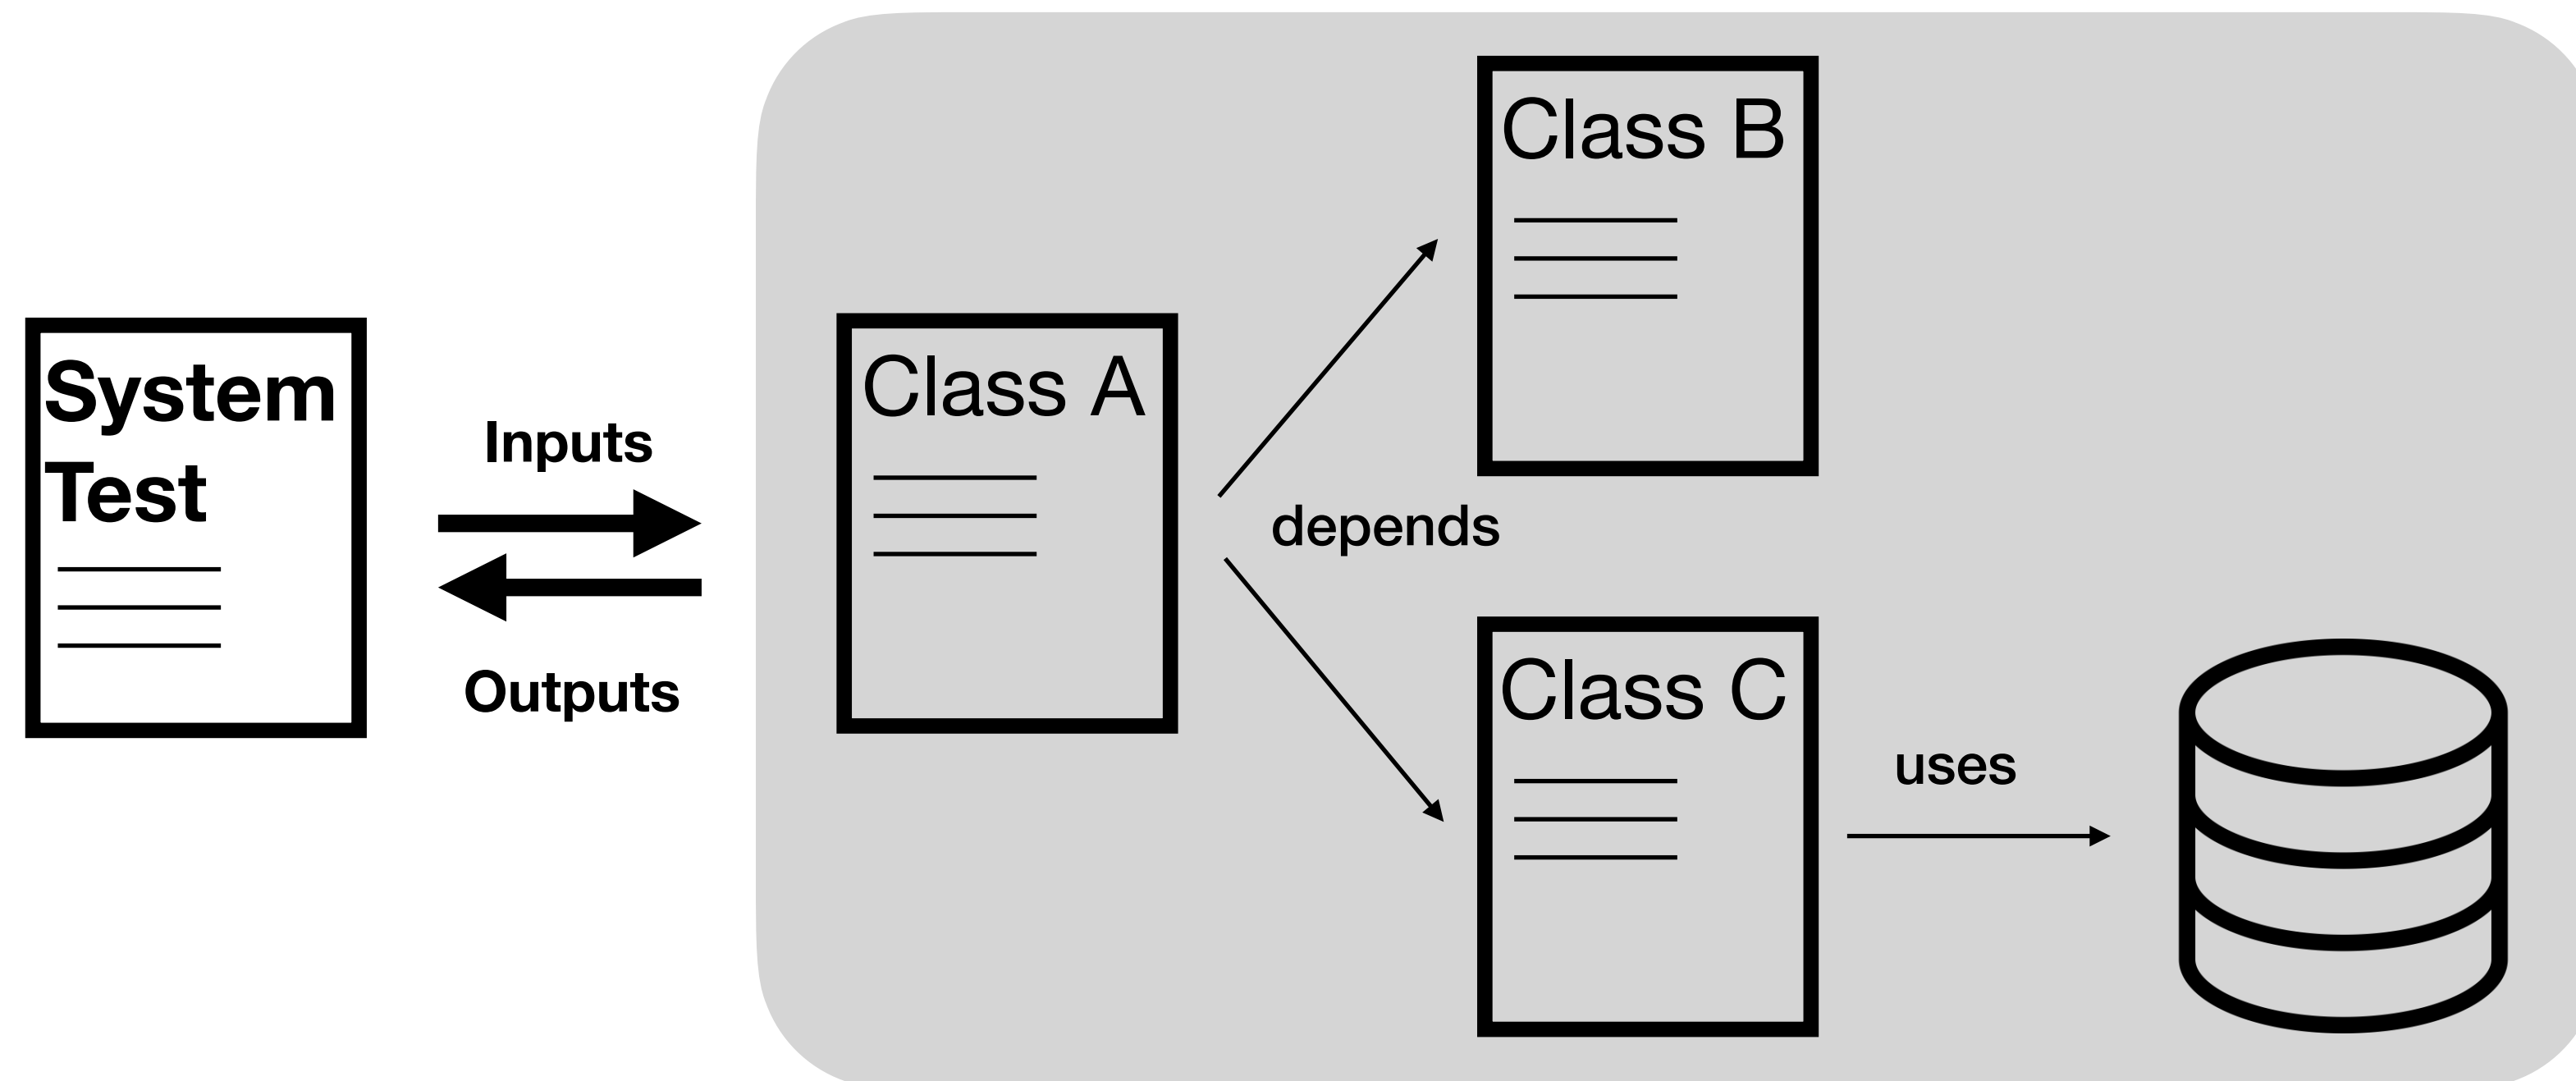 System
Test
Inputs
Outputs
Class A
depends
Class B
Class C
uses